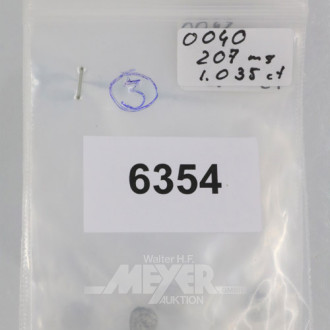 0040
207 mg
1.035 ct
3
6354
Walter H.F.
MEYER
AUKTION